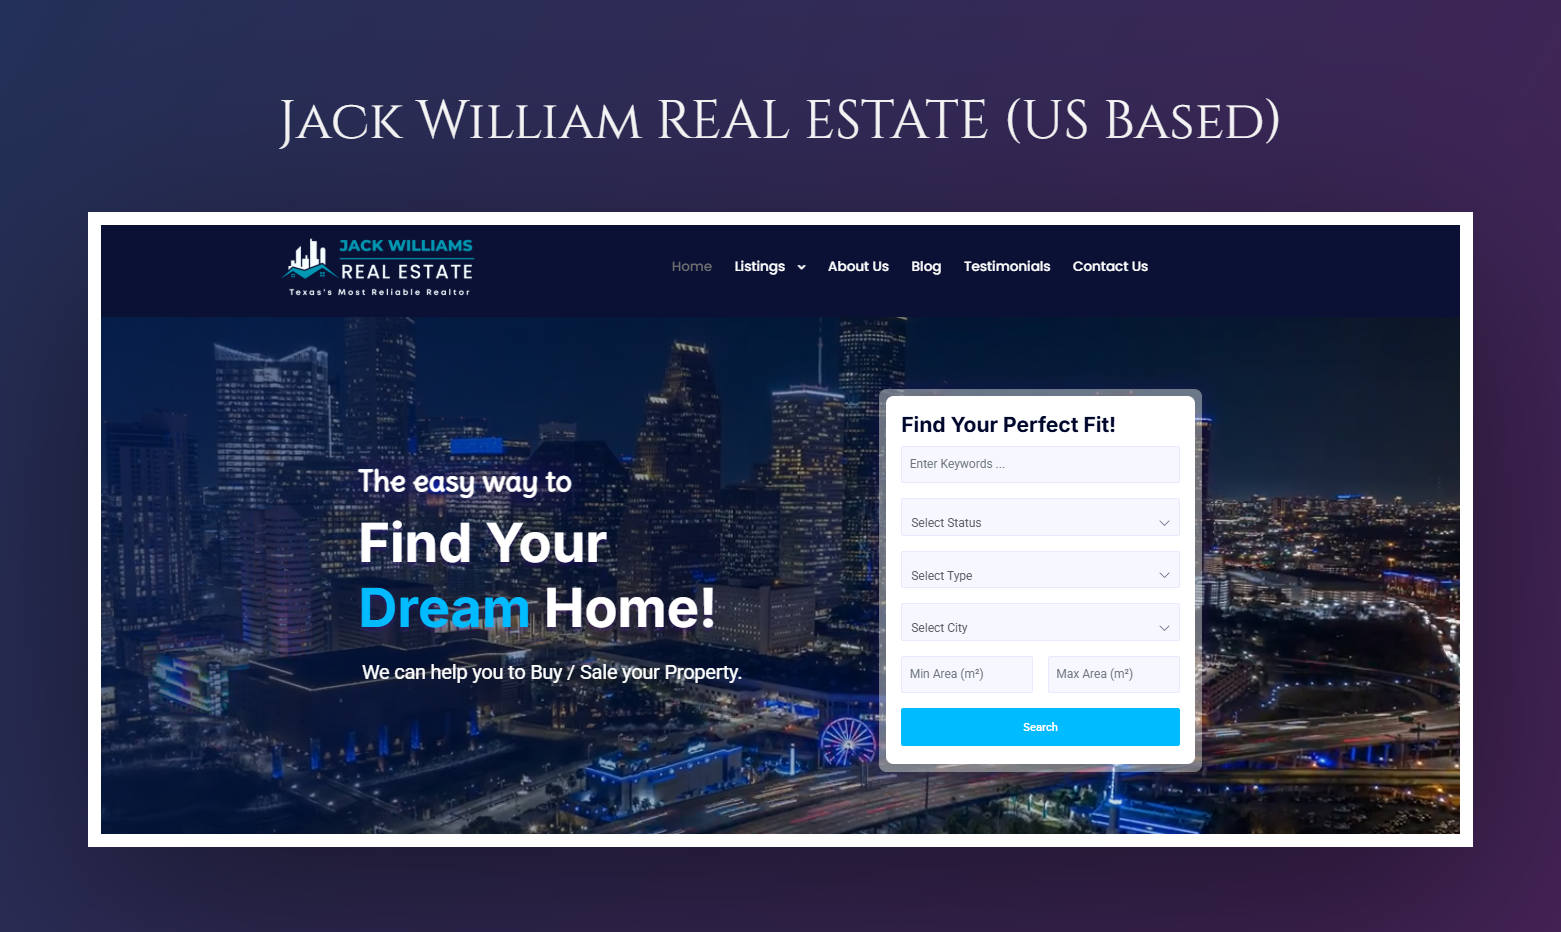 Jack William REAL ESTATE (US Based)
JACK WILLIAMS
REAL ESTATE
Texas's Most Reliable Realtor
Home Listings About Us Blog Testimonials Contact Us
The easy way to
Find Your
Dream Home!
We can help you to Buy / Sale your Property.
Find Your Perfect Fit!
Enter Keywords ...
Select Status
Select Type
Select City
Min Area (m²) Max Area (m²)
Search